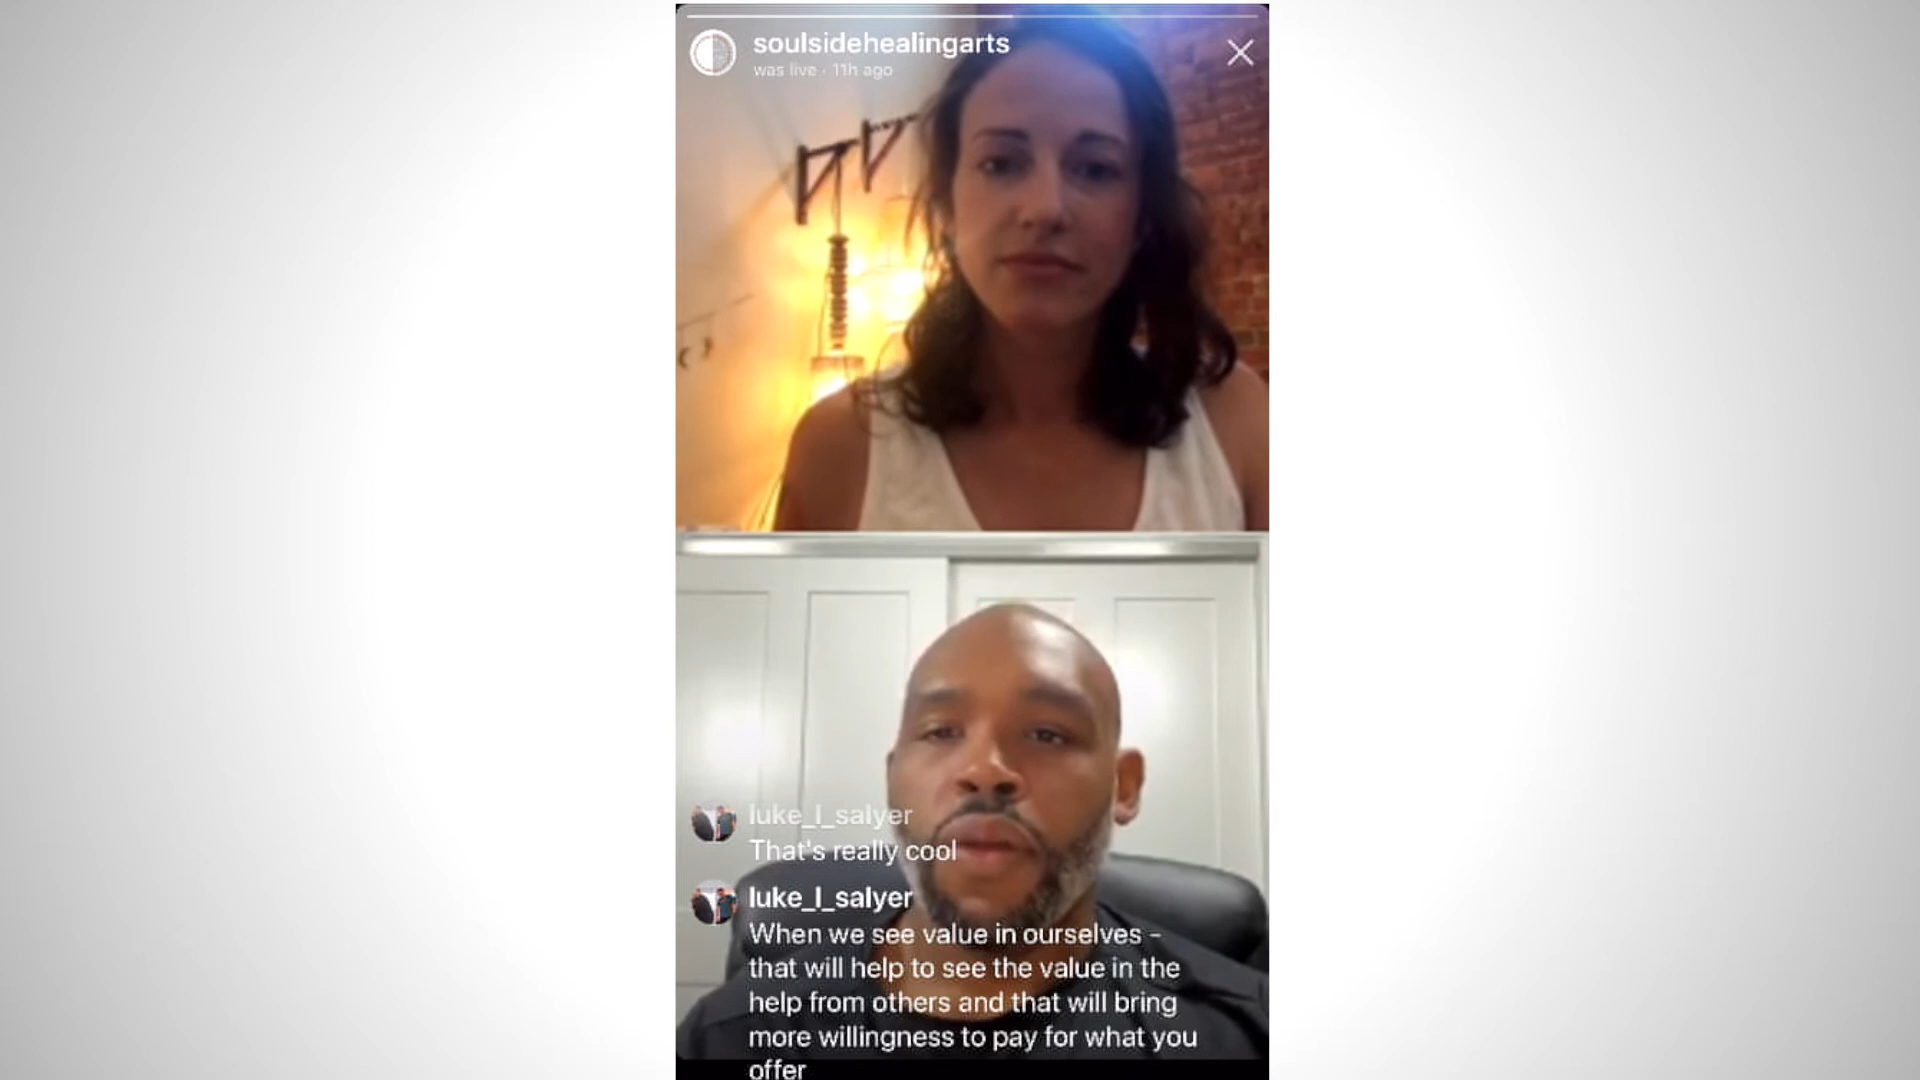 soulsidehealingarts
was live · 11h ago
luke_l_salyer
That's really cool
luke_l_salyer
When we see value in ourselves -
that will help to see the value in the
help from others and that will bring
more willingness to pay for what you
offer